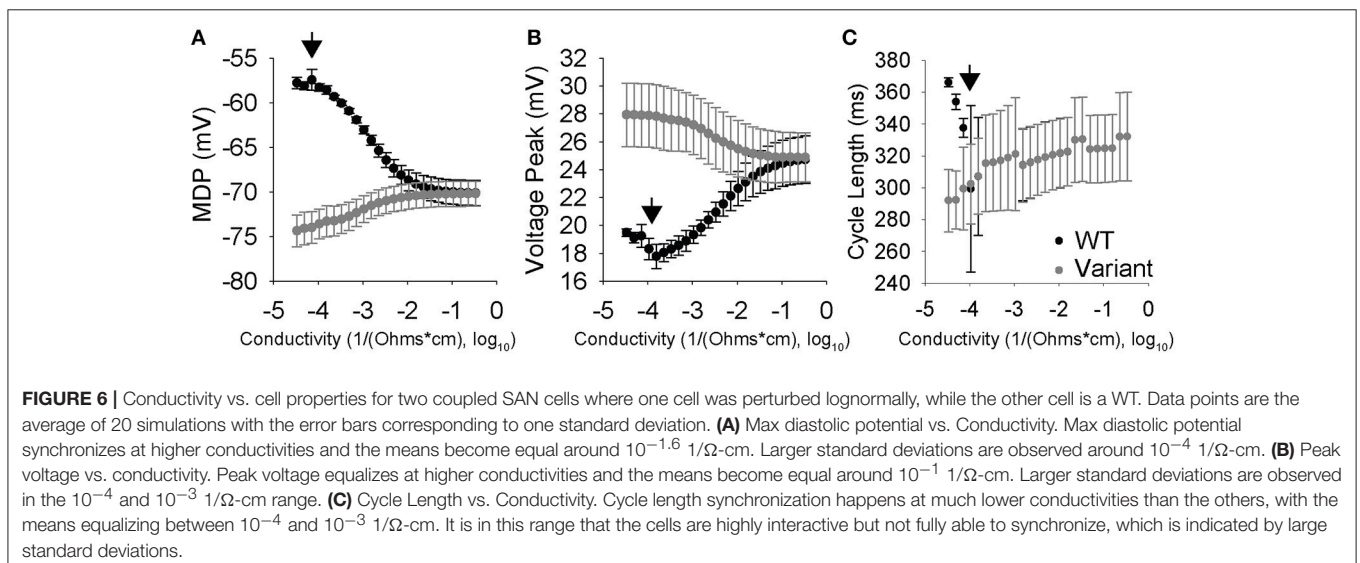 A
B
C
-55
-60
-65
-70
-75
-80
MDP (mV)
-5 -4 -3 -2 -1 0
Conductivity (1/(Ohms*cm), log10)
32
30
28
26
24
22
20
18
16
Voltage Peak (mV)
-5 -4 -3 -2 -1 0
Conductivity (1/(Ohms*cm), log10)
380
360
340
320
300
280
260
240
Cycle Length (ms)
WT
Variant
-5 -4 -3 -2 -1 0
Conductivity (1/(Ohms*cm), log10)
FIGURE 6 | Conductivity vs. cell properties for two coupled SAN cells where one cell was perturbed lognormally, while the other cell is a WT. Data points are the
average of 20 simulations with the error bars corresponding to one standard deviation. (A) Max diastolic potential vs. Conductivity. Max diastolic potential
synchronizes at higher conductivities and the means become equal around 10−1.6 1/Ω-cm. Larger standard deviations are observed around 10−4 1/Ω-cm. (B) Peak
voltage vs. conductivity. Peak voltage equalizes at higher conductivities and the means become equal around 10−1 1/Ω-cm. Larger standard deviations are observed
in the 10−4 and 10−3 1/Ω-cm range. (C) Cycle Length vs. Conductivity. Cycle length synchronization happens at much lower conductivities than the others, with the
means equalizing between 10−4 and 10−3 1/Ω-cm. It is in this range that the cells are highly interactive but not fully able to synchronize, which is indicated by large
standard deviations.